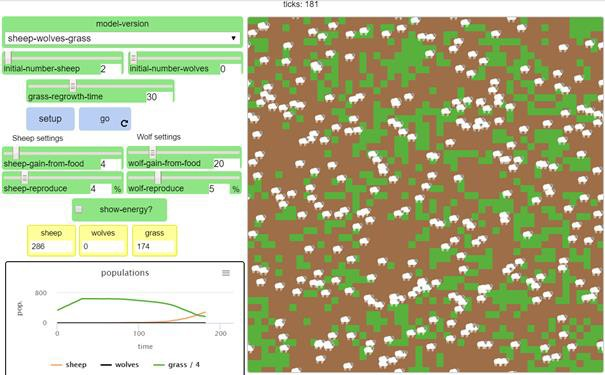 ticks: 181
model-version
sheep-wolves-grass
initial-number-sheep 2
initial-number-wolves 0
grass-regrowth-time 30
setup
go
Sheep settings
Wolf settings
sheep-gain-from-food 4
wolf-gain-from-food 20
sheep-reproduce 4 %
wolf-reproduce 5 %
show-energy?
sheep
286
wolves
0
grass
174
populations
pop.
800
0
0
100
200
time
sheep
wolves
grass / 4